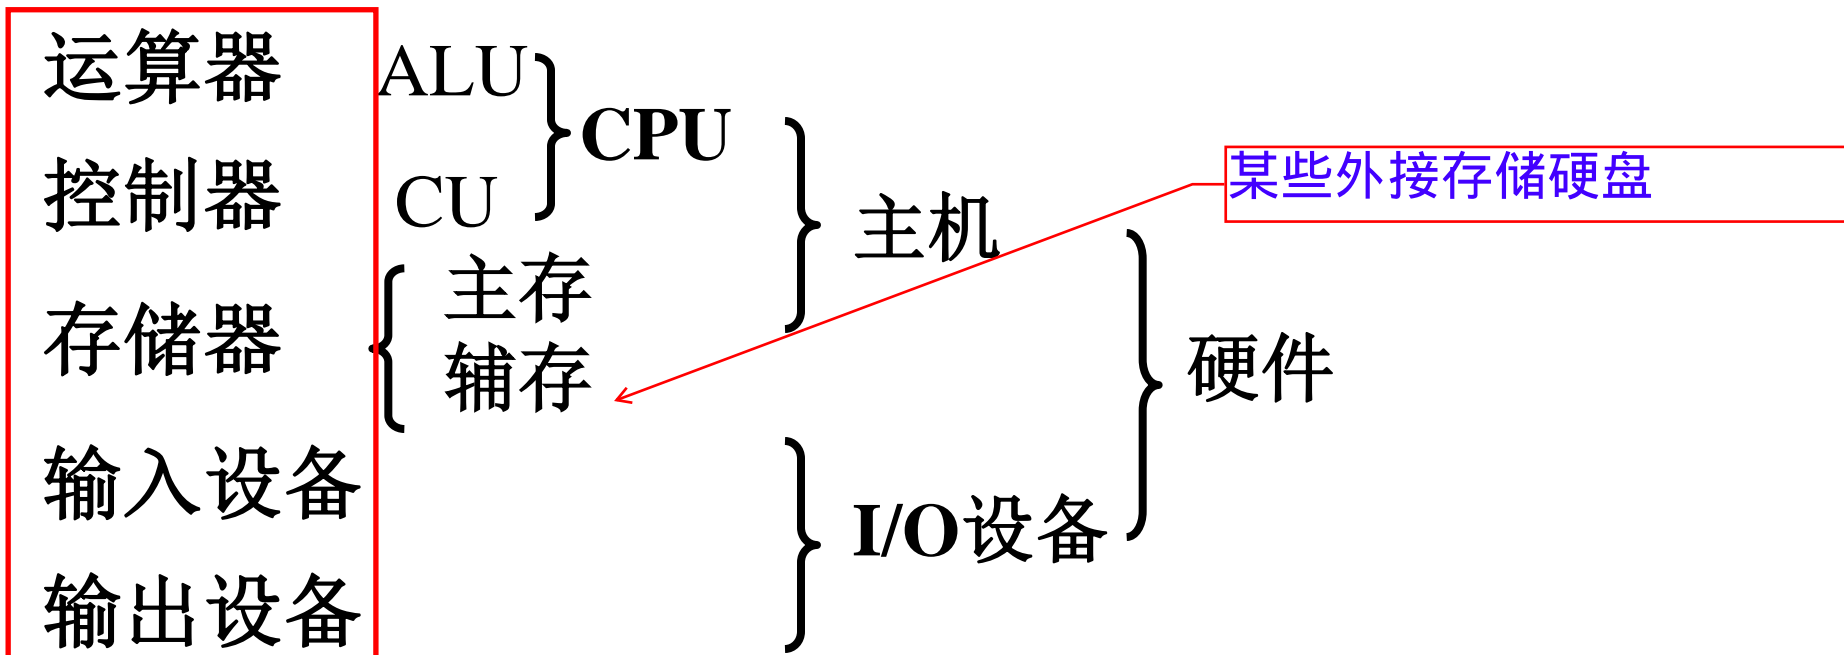 运算器 ALU
CPU
控制器 CU
某些外接存储硬盘
主机
主存
存储器
辅存
硬件
输入设备
I/O设备
输出设备